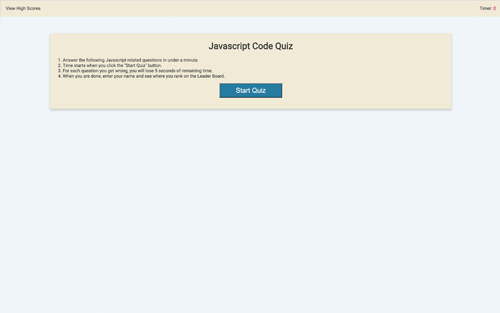 View High Scores
Timer: 0
Javascript Code Quiz
1. Answer the following Javascript related questions in under a minute.
2. Time starts when you click the "Start Quiz" button.
3. For each question you get wrong, you will lose 5 seconds of remaining time.
4. When you are done, enter your name and see where you rank on the Leader Board.
Start Quiz